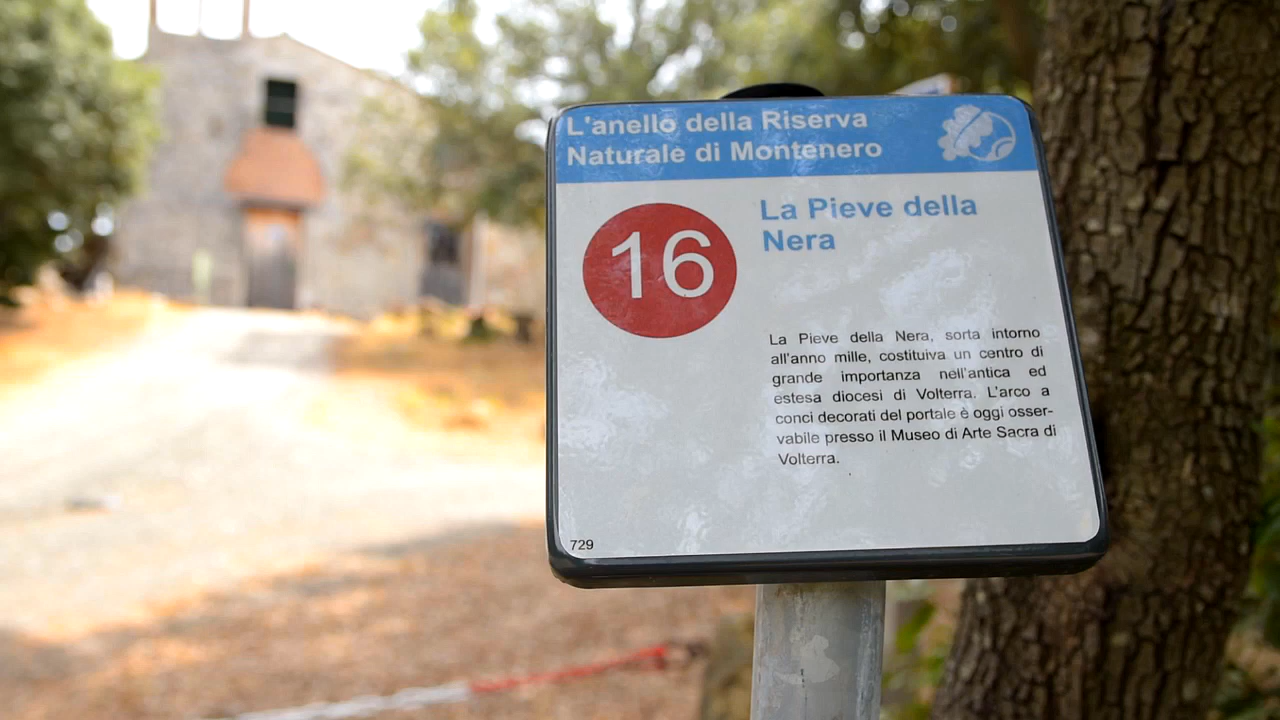 L'anello della Riserva
Naturale di Montenero
16
La Pieve della
Nera
La Pieve della Nera, sorta intorno
all'anno mille, costituiva un centro di
grande importanza nell'antica ed
estesa diocesi di Volterra. L'arco a
conci decorati del portale è oggi osser-
vabile presso il Museo di Arte Sacra di
Volterra.
729